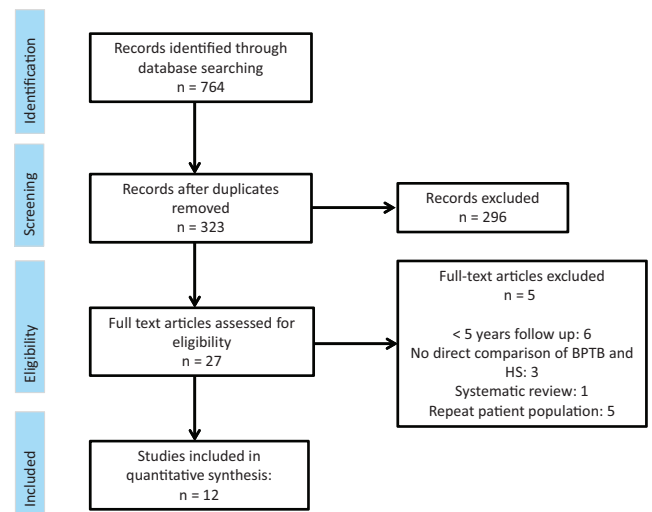 Identification
Records identified through
database searching
n = 764
Screening
Records after duplicates
removed
n = 323
Records excluded
n = 296
Eligibility
Full text articles assessed for
eligibility
n = 27
Full-text articles excluded
n = 5
< 5 years follow up: 6
No direct comparison of BPTB and
HS: 3
Systematic review: 1
Repeat patient population: 5
Included
Studies included in
quantitative synthesis:
n = 12